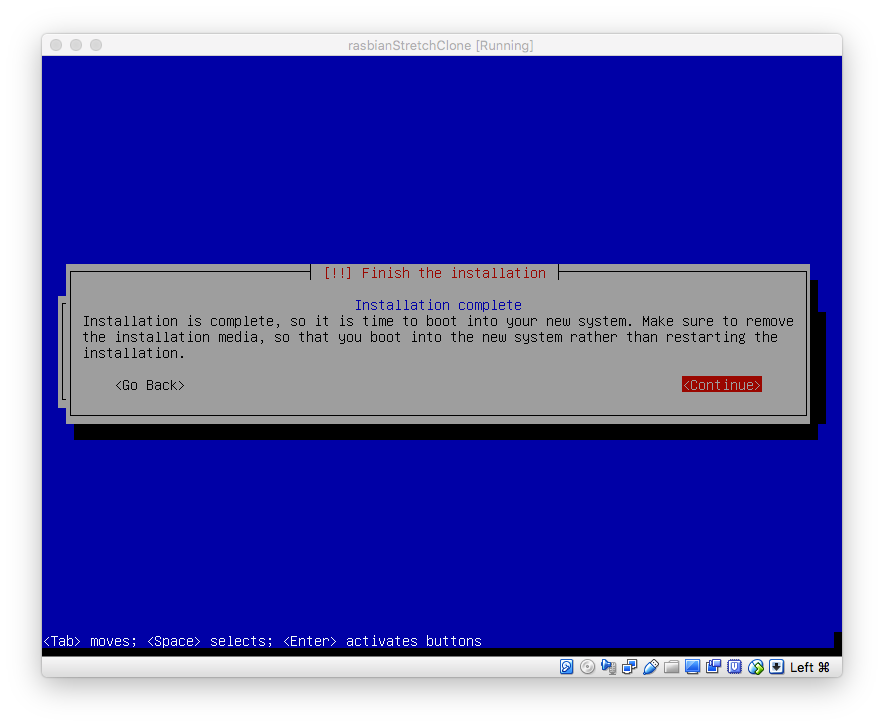 rasbianStretchClone [Running]
[!!] Finish the installation
Installation complete
Installation is complete, so it is time to boot into your new system. Make sure to remove
the installation media, so that you boot into the new system rather than restarting the
installation.
<Go Back> <Continue>
<Tab> moves; <Space> selects; <Enter> activates buttons
Left ⌘